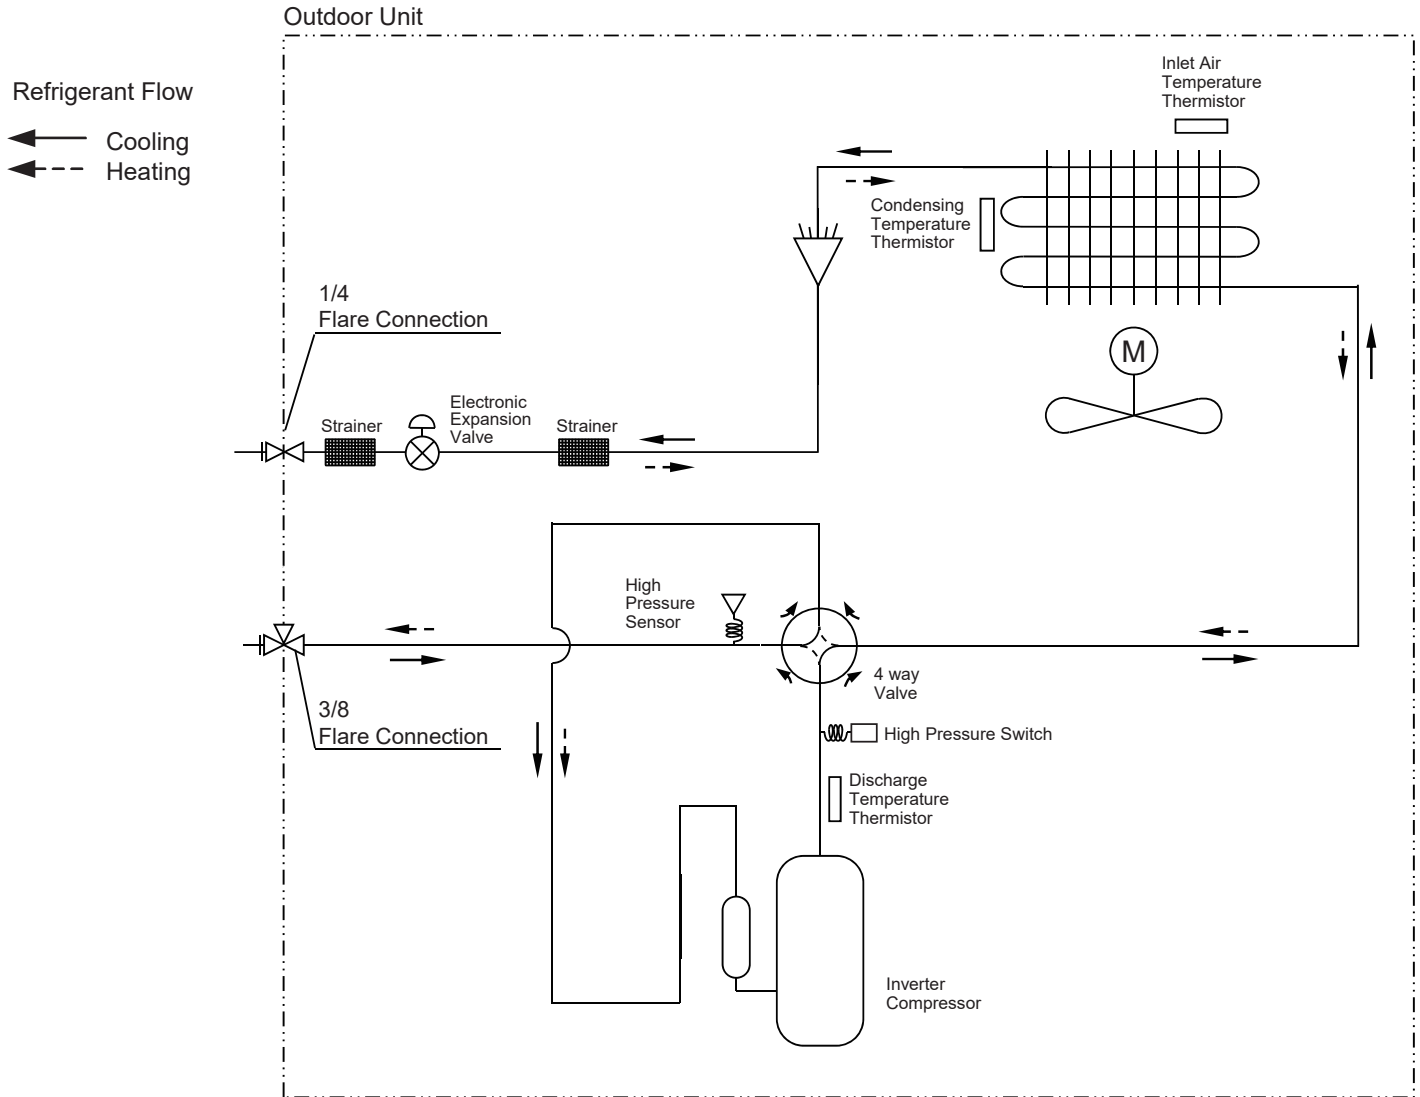 Outdoor Unit
Refrigerant Flow
Cooling
Heating
Inlet Air
Temperature
Thermistor
Condensing
Temperature
Thermistor
1/4
Flare Connection
M
Strainer
Electronic
Expansion
Valve
Strainer
High
Pressure
Sensor
4 way
Valve
3/8
Flare Connection
High Pressure Switch
Discharge
Temperature
Thermistor
Inverter
Compressor